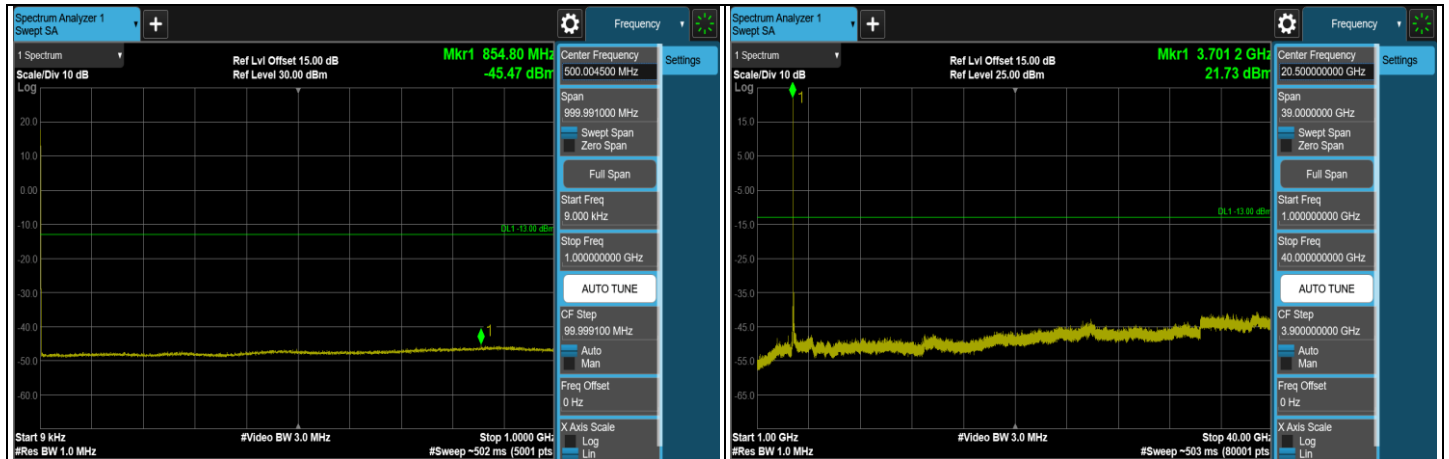 Spectrum Analyzer 1
Swept SA
+
Frequency
1 Spectrum
Scale/Div 10 dB
Log
Ref Lvl Offset 15.00 dB
Ref Level 30.00 dBm
Mkr1 854.80 MHz
-45.47 dBm
1
20.0
10.0
0.00
-10.0
-20.0
-30.0
-40.0
-50.0
-60.0
DL1 -13.00 dBm
Start 9 kHz
#Res BW 1.0 MHz
#Video BW 3.0 MHz
Stop 1.0000 GHz
#Sweep ~502 ms (5001 pts
Center Frequency
500.004500 MHz
Span
999.991000 MHz
Swept Span
Zero Span
Full Span
Start Freq
9.000 kHz
Stop Freq
1.000000000 GHz
AUTO TUNE
CF Step
99.999100 MHz
Auto
Man
Freq Offset
0 Hz
X Axis Scale
Log
Lin
Settings
Spectrum Analyzer 1
Swept SA
+
Frequency
1 Spectrum
Scale/Div 10 dB
Log
Ref Lvl Offset 15.00 dB
Ref Level 25.00 dBm
Mkr1 3.701 2 GHz
21.73 dBm
1
15.0
5.00
-5.00
-15.0
-25.0
-35.0
-45.0
-55.0
-65.0
DL1 -13.00 dBm
Start 1.00 GHz
#Res BW 1.0 MHz
#Video BW 3.0 MHz
Stop 40.00 GHz
#Sweep ~503 ms (80001 pts
Center Frequency
20.500000000 GHz
Span
39.0000000 GHz
Swept Span
Zero Span
Full Span
Start Freq
1.000000000 GHz
Stop Freq
40.000000000 GHz
AUTO TUNE
CF Step
3.900000000 GHz
Auto
Man
Freq Offset
0 Hz
X Axis Scale
Log
Lin
Settings